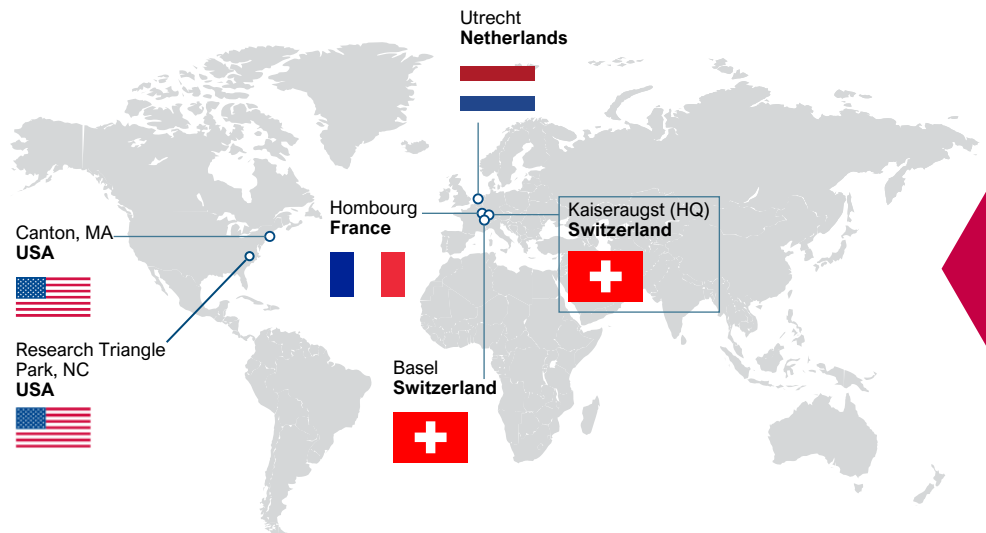 Utrecht
Netherlands
Hombourg
France
Kaiseraugst (HQ)
Switzerland
Canton, MA
USA
Research Triangle
Park, NC
USA
Basel
Switzerland